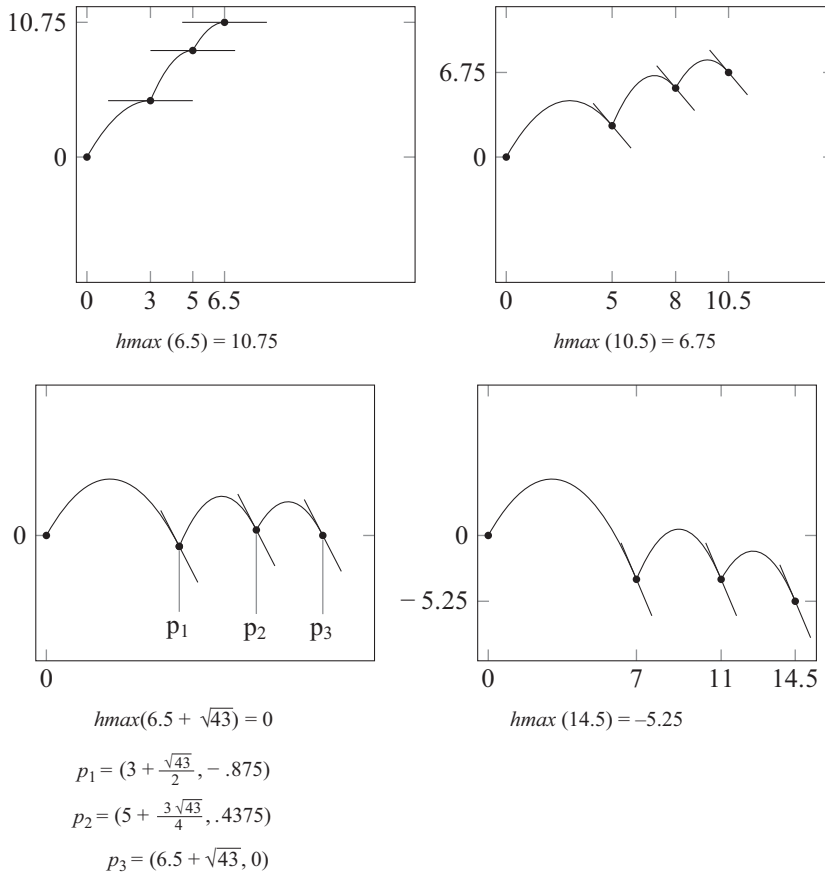 10.75
0
0 3 5 6.5
hmax (6.5) = 10.75
6.75
0
0 5 8 10.5
hmax (10.5) = 6.75
0
p₁ p₂ p₃
0
hmax(6.5 + √43) = 0
p₁ = (3 + √43/2, – .875)
p₂ = (5 + 3√43/4, .4375)
p₃ = (6.5 + √43, 0)
0
– 5.25
0 7 11 14.5
hmax (14.5) = –5.25